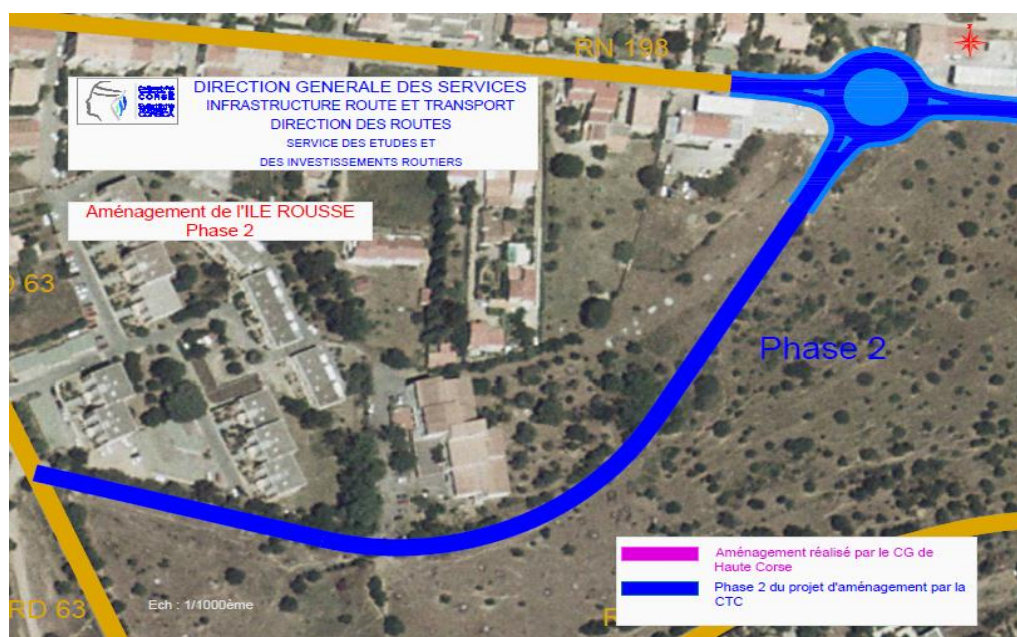 RN 198
DIRECTION GENERALE DES SERVICES
INFRASTRUCTURE ROUTE ET TRANSPORT
DIRECTION DES ROUTES
SERVICE DES ETUDES ET
DES INVESTISSEMENTS ROUTIERS
Aménagement de l'ILE ROUSSE
Phase 2
63
Phase 2
Aménagement réalisé par le CG de
Haute Corse
Phase 2 du projet d'aménagement par la
CTC
Ech : 1/1000ème
RD 63